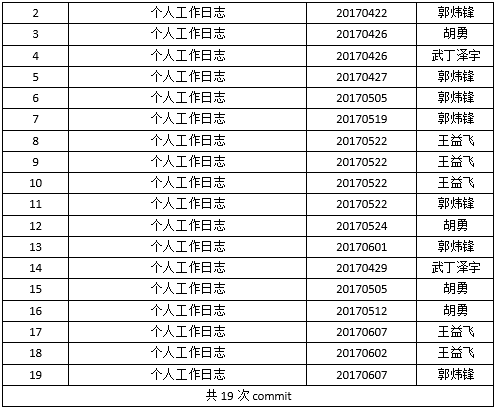 2 个人工作日志 20170422 郭炜锋
3 个人工作日志 20170426 胡勇
4 个人工作日志 20170426 武丁泽宇
5 个人工作日志 20170427 郭炜锋
6 个人工作日志 20170505 郭炜锋
7 个人工作日志 20170519 郭炜锋
8 个人工作日志 20170522 王益飞
9 个人工作日志 20170522 王益飞
10 个人工作日志 20170522 王益飞
11 个人工作日志 20170522 郭炜锋
12 个人工作日志 20170524 胡勇
13 个人工作日志 20170601 郭炜锋
14 个人工作日志 20170429 武丁泽宇
15 个人工作日志 20170505 胡勇
16 个人工作日志 20170512 胡勇
17 个人工作日志 20170607 王益飞
18 个人工作日志 20170602 王益飞
19 个人工作日志 20170607 郭炜锋
共 19 次 commit